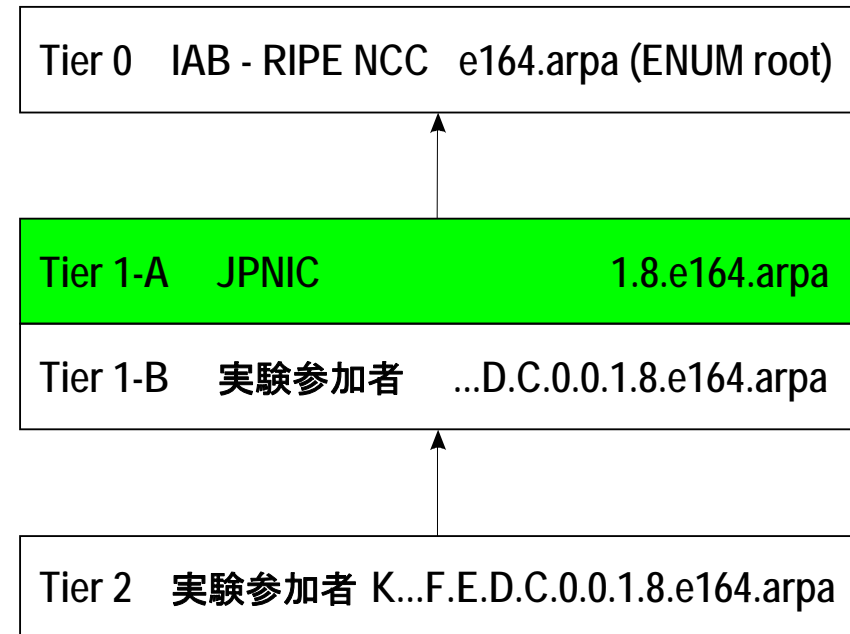 Tier 0 IAB - RIPE NCC e164.arpa (ENUM root)
Tier 1-A JPNIC 1.8.e164.arpa
Tier 1-B 実験参加者 ...D.C.0.0.1.8.e164.arpa
Tier 2 実験参加者 K...F.E.D.C.0.0.1.8.e164.arpa